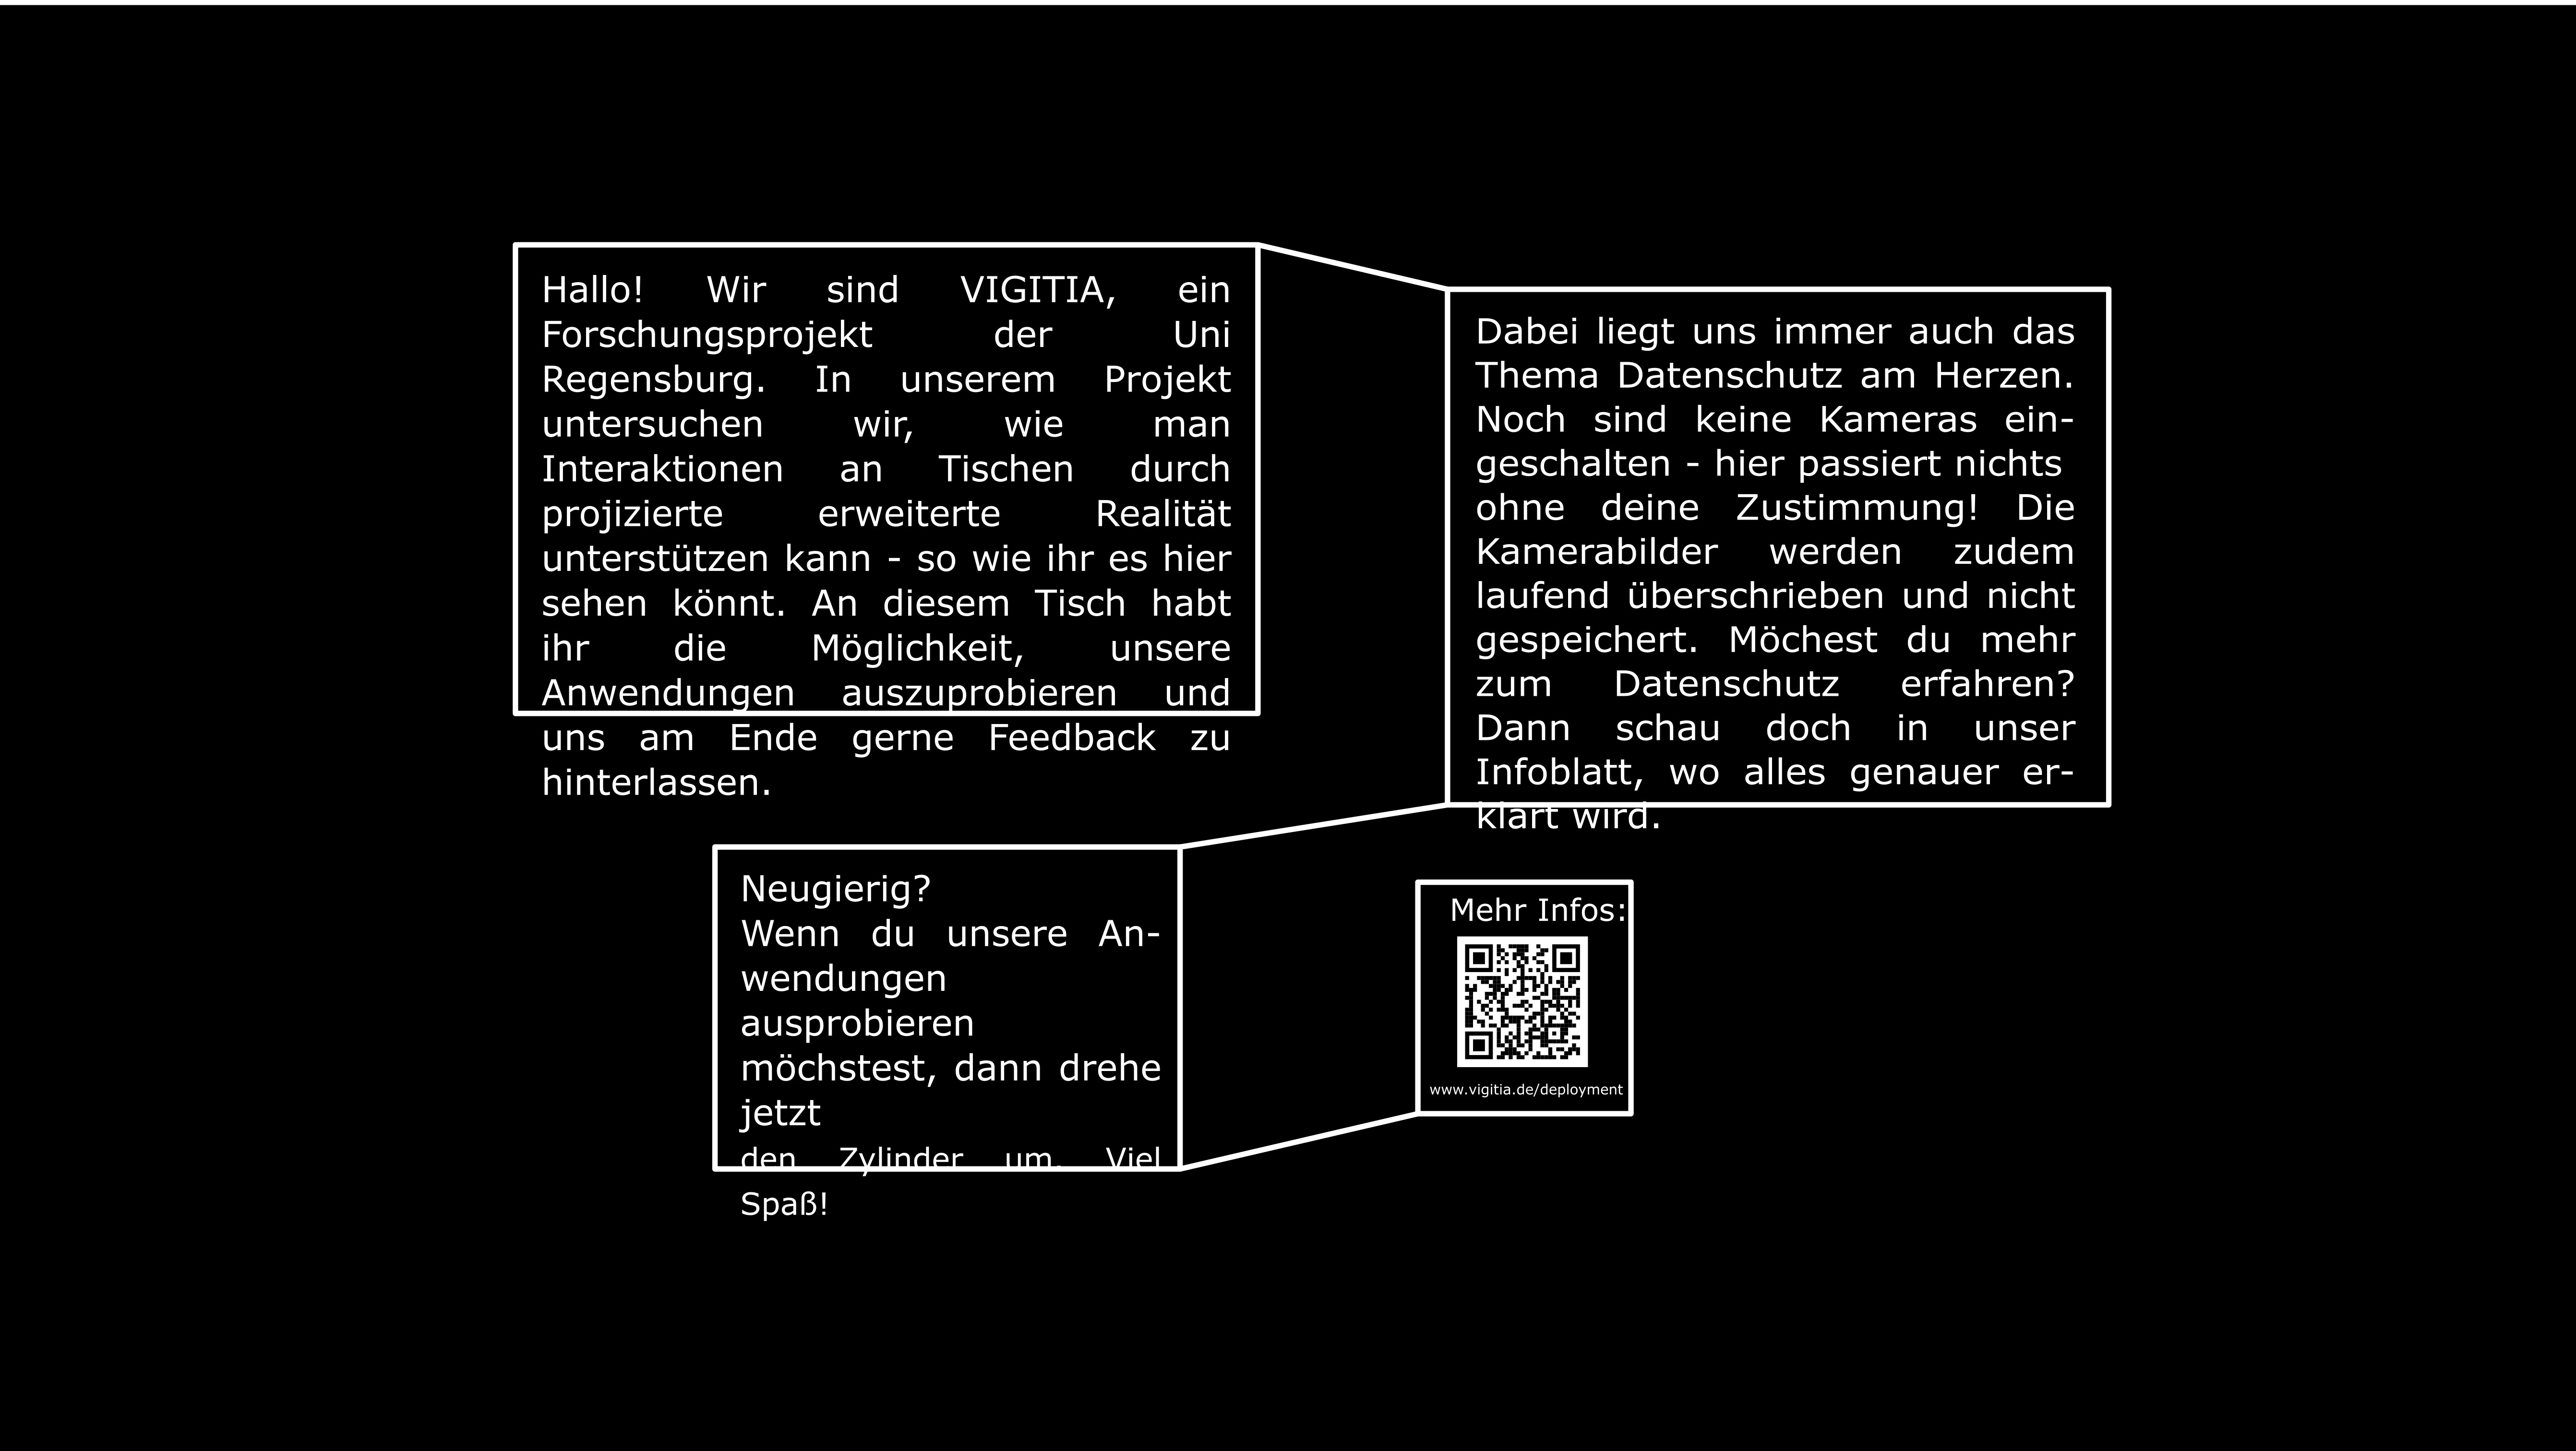 Hallo! Wir sind VIGITIA, ein
Forschungsprojekt der Uni
Regensburg. In unserem Projekt
untersuchen wir, wie man
Interaktionen an Tischen durch
projizierte erweiterte Realität
unterstützen kann - so wie ihr es hier
sehen könnt. An diesem Tisch habt
ihr die Möglichkeit, unsere
Anwendungen auszuprobieren und
uns am Ende gerne Feedback zu
hinterlassen.
Dabei liegt uns immer auch das
Thema Datenschutz am Herzen.
Noch sind keine Kameras ein-
geschalten - hier passiert nichts
ohne deine Zustimmung! Die
Kamerabilder werden zudem
laufend überschrieben und nicht
gespeichert. Möchest du mehr
zum Datenschutz erfahren?
Dann schau doch in unser
Infoblatt, wo alles genauer er-
klärt wird.
Neugierig?
Wenn du unsere An-
wendungen
ausprobieren
möchstest, dann drehe
jetzt
den Zylinder um. Viel
Spaß!
Mehr Infos:
www.vigitia.de/deployment